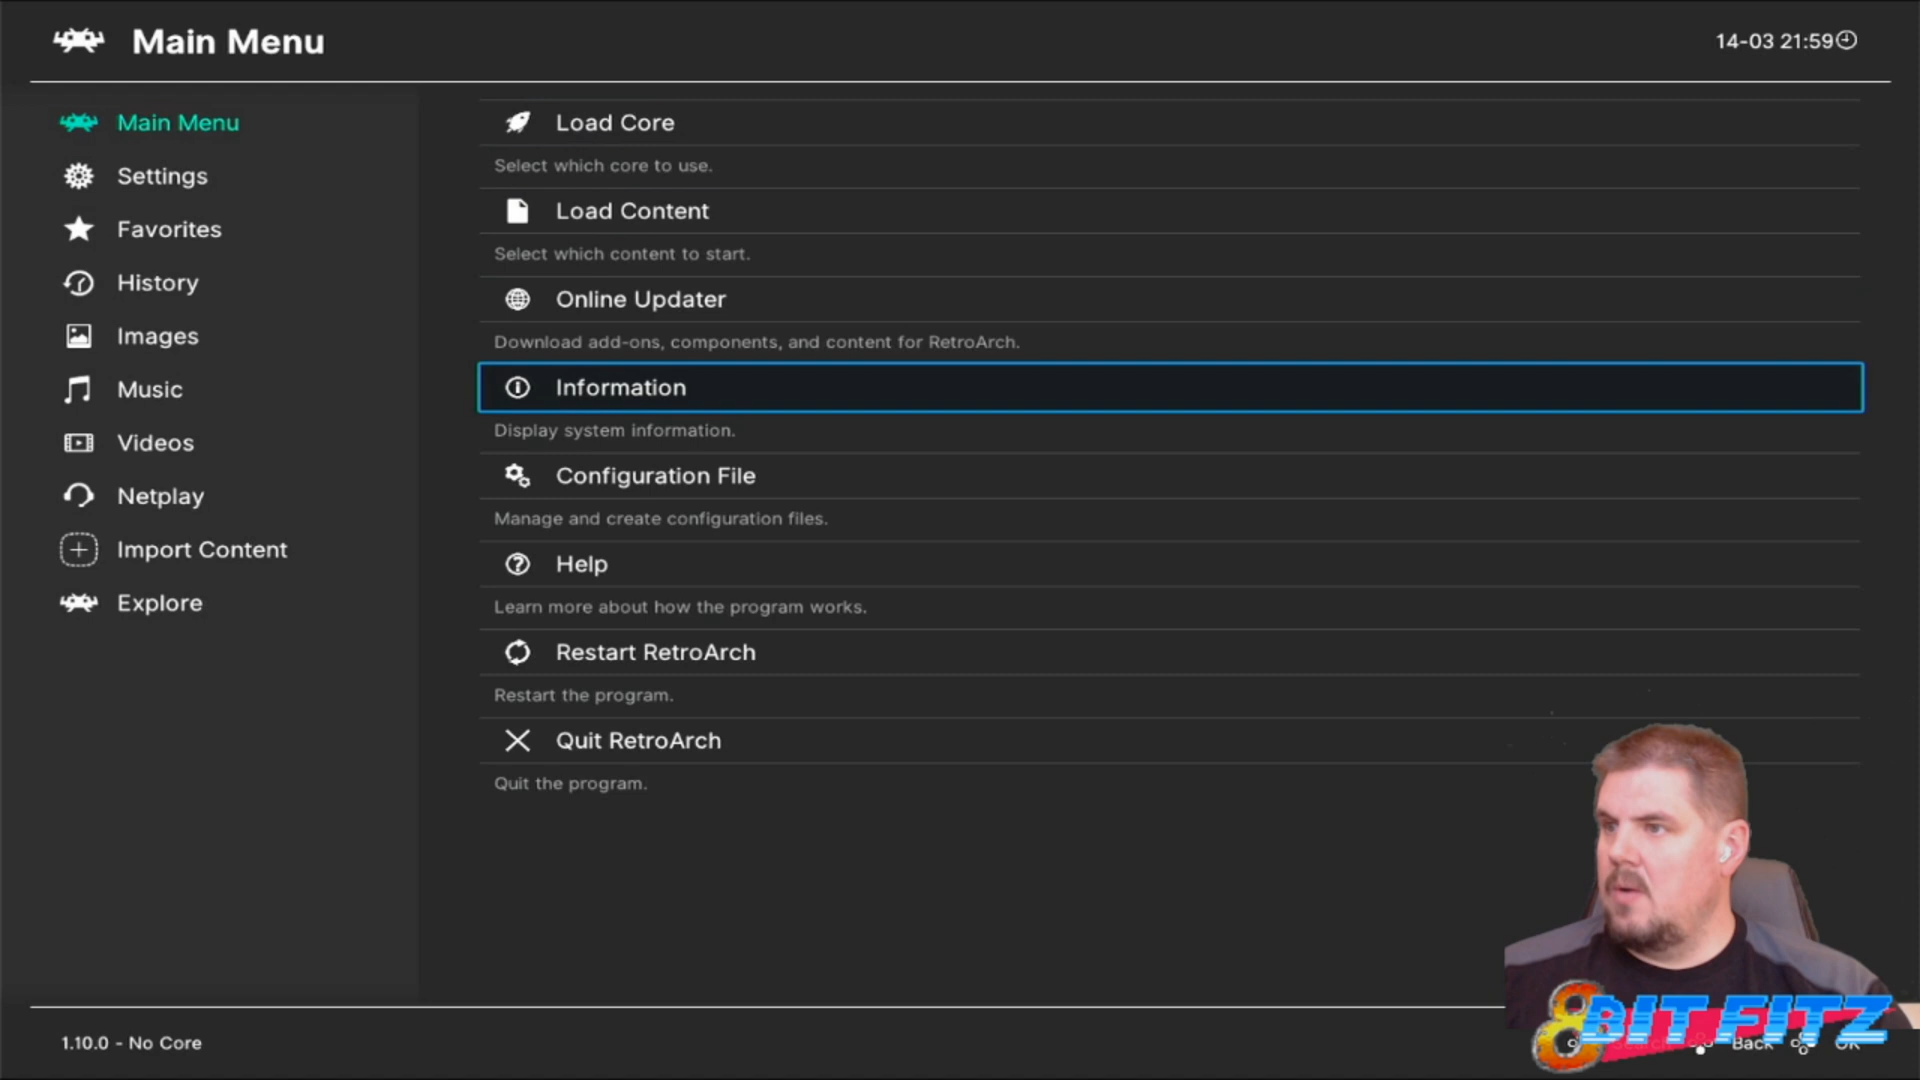 Main Menu
14-03 21:59
Main Menu
Settings
Favorites
History
Images
Music
Videos
Netplay
Import Content
Explore
Load Core
Select which core to use.
Load Content
Select which content to start.
Online Updater
Download add-ons, components, and content for RetroArch.
Information
Display system information.
Configuration File
Manage and create configuration files.
Help
Learn more about how the program works.
Restart RetroArch
Restart the program.
Quit RetroArch
Quit the program.
8BIT FITZ
1.10.0 - No Core
Back
OK